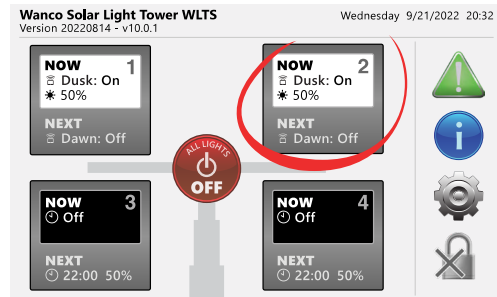 Wanco Solar Light Tower WLTS
Wednesday 9/21/2022 20:32
Version 20220814 - v10.0.1
NOW 1
Dusk: On
50%
NEXT
Dawn: Off
NOW 2
Dusk: On
50%
NEXT
Dawn: Off
ALL LIGHTS
OFF
NOW 3
Off
NEXT
22:00 50%
NOW 4
Off
NEXT
22:00 50%